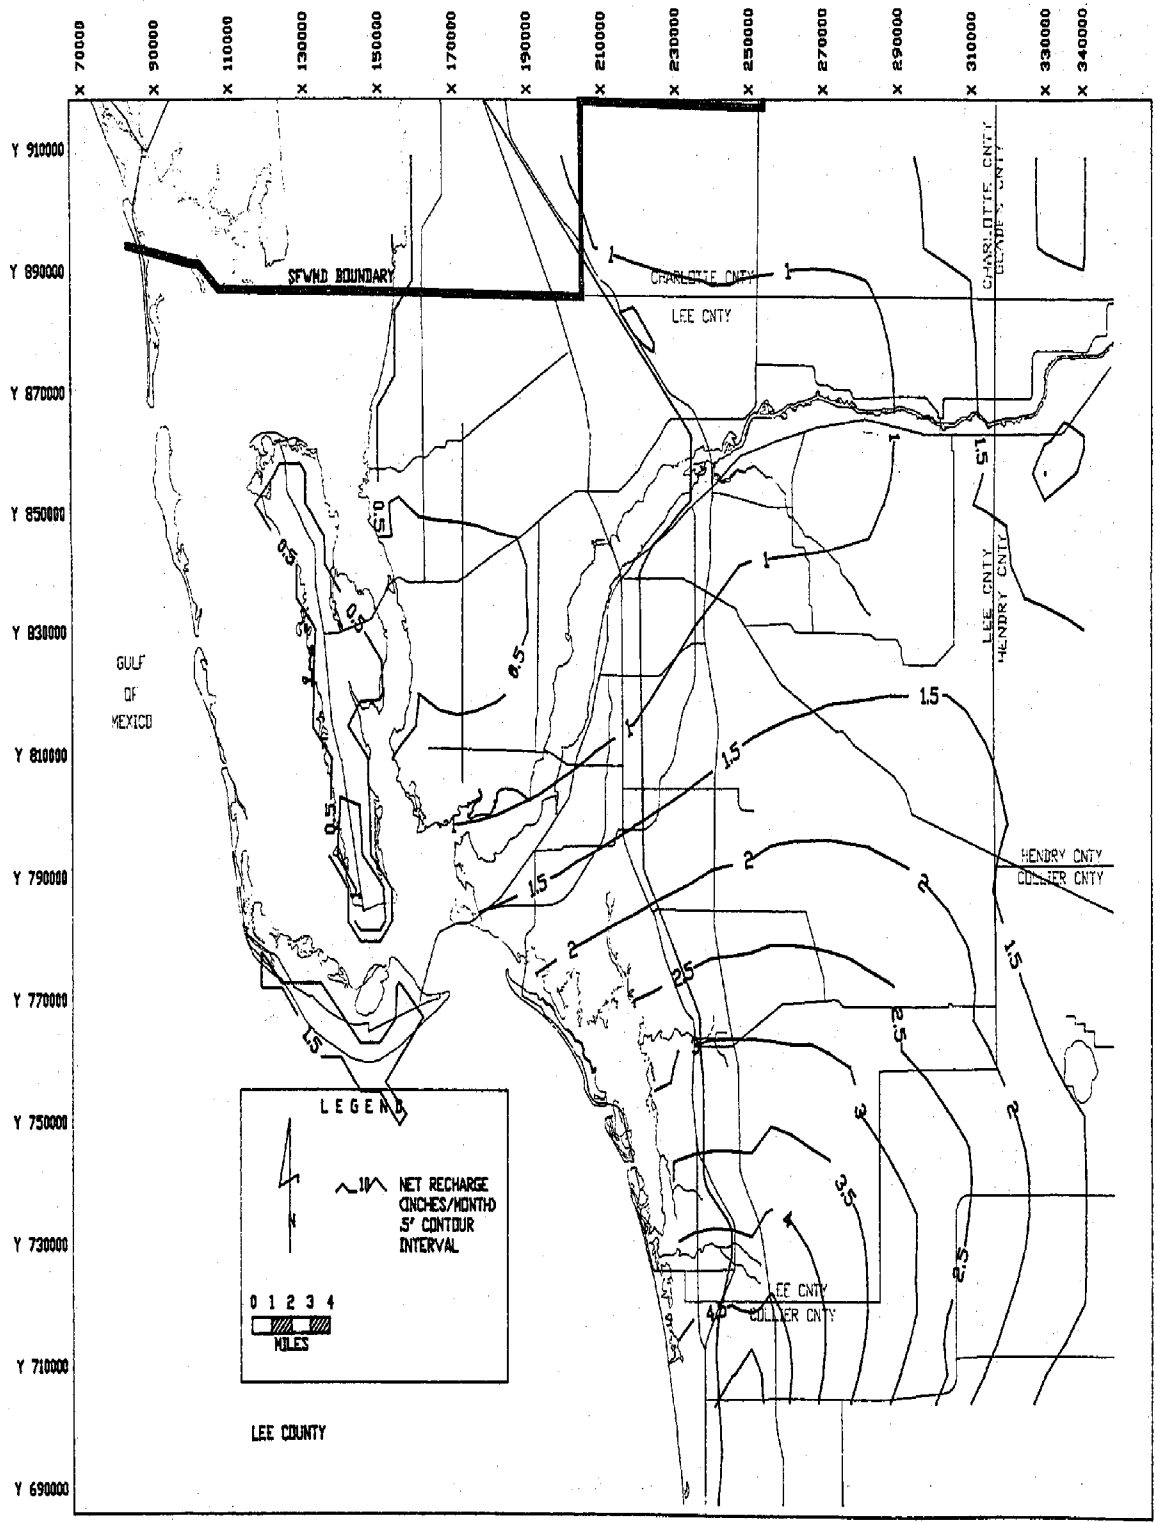 X 70000
X 90000
X 110000
X 130000
X 150000
X 170000
X 190000
X 210000
X 230000
X 250000
X 270000
X 290000
X 310000
X 330000
X 340000
Y 910000
Y 890000
Y 870000
Y 850000
Y 830000
Y 810000
Y 790000
Y 770000
Y 750000
Y 730000
Y 710000
Y 690000
CHARLOTTE CNTY
GLADES CNTY
SFWMD BOUNDARY
1
1
CHARLOTTE CNTY
LEE CNTY
1
1.5
0.5
0.5
1
LEE CNTY
HENDRY CNTY
0.5
0.5
GULF
OF
MEXICO
1
1.5
1.5
0.5
1
HENDRY CNTY
COLLIER CNTY
1.5
2
2
2
1.5
2.5
2.5
1.5
3
3
2
3.5
4
2.5
LEE CNTY
COLLIER CNTY
4.0
LEGEND
10
NET RECHARGE
(INCHES/MONTH)
.5' CONTOUR
INTERVAL
N
0 1 2 3 4
MILES
LEE COUNTY